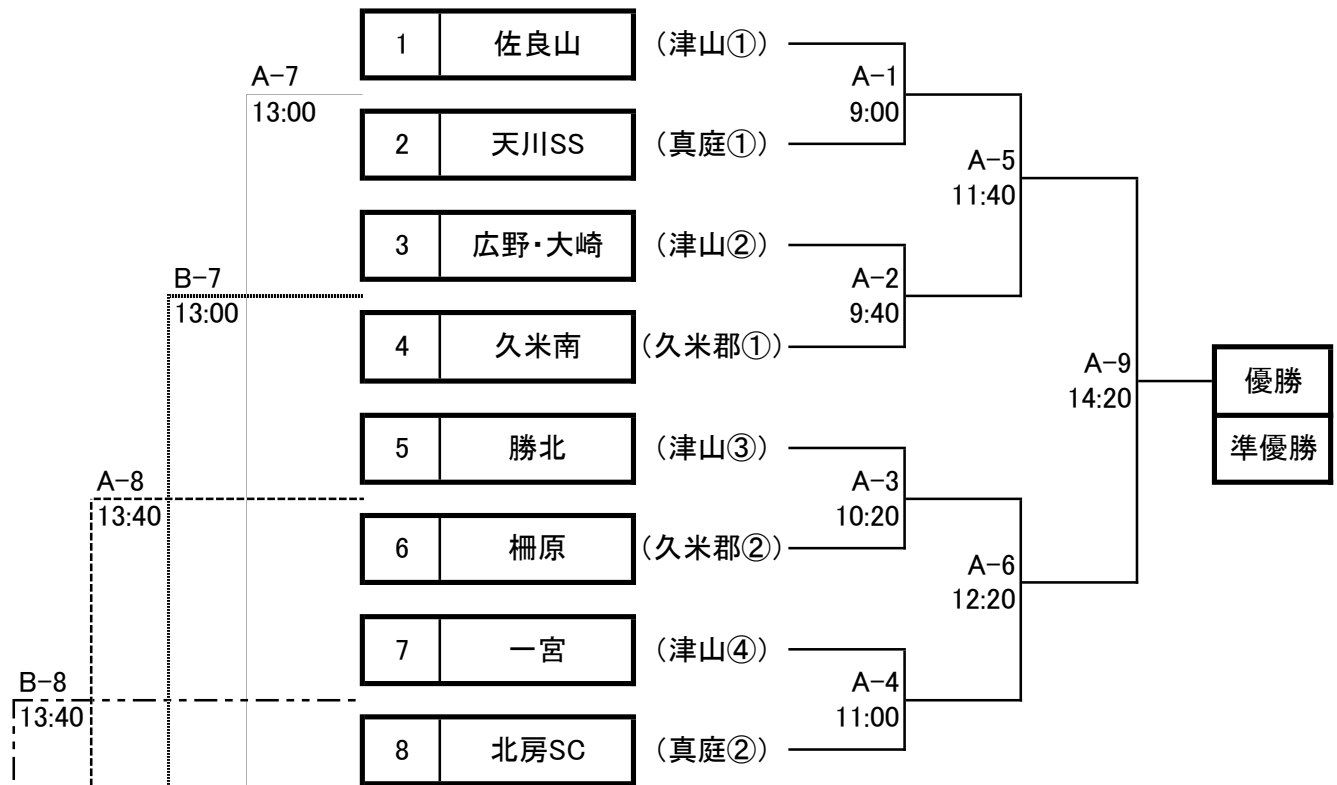 1 佐良山 （津山①）
A-7
13:00
A-1
9:00
2 天川SS （真庭①）
A-5
11:40
3 広野・大崎 （津山②）
B-7
13:00
A-2
9:40
4 久米南 （久米郡①）
A-9
14:20
優勝
準優勝
5 勝北 （津山③）
A-8
13:40
A-3
10:20
6 柵原 （久米郡②）
A-6
12:20
7 一宮 （津山④）
B-8
13:40
A-4
11:00
8 北房SC （真庭②）